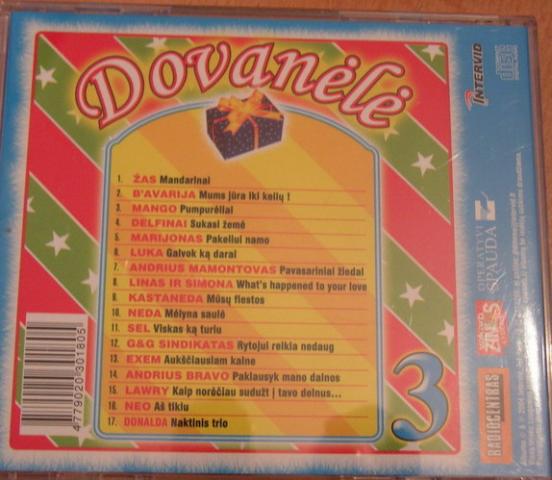 Dovanėlė
1. ŽAS Mandarinai
2. B'AVARIJA Mums jūra iki kelių !
3. MANGO Pumpurėliai
4. DELFINAI Sukasi žemė
5. MARIJONAS Pakeliui namo
6. LUKA Galvok ką darai
7. ANDRIUS MAMONTOVAS Pavasariniai žiedai
8. LINAS IR SIMONA What's happened to your love
9. KASTANEDA Mūsų fiestos
10. NEDA Mėlyna saulė
11. SEL Viskas ką turiu
12. G&G SINDIKATAS Rytojui reikia nedaug
13. EXEM Aukščiausiam kalne
14. ANDRIUS BRAVO Paklausyk mano dainos
15. LAWRY Kaip norėčiau sudužt į tavo delnus...
16. NEO Aš tikiu
17. DONALDA Naktinis trio
3
4779020301805
INTERVID
OPERATYVI
SPAUDA
RADIOCENTRAS